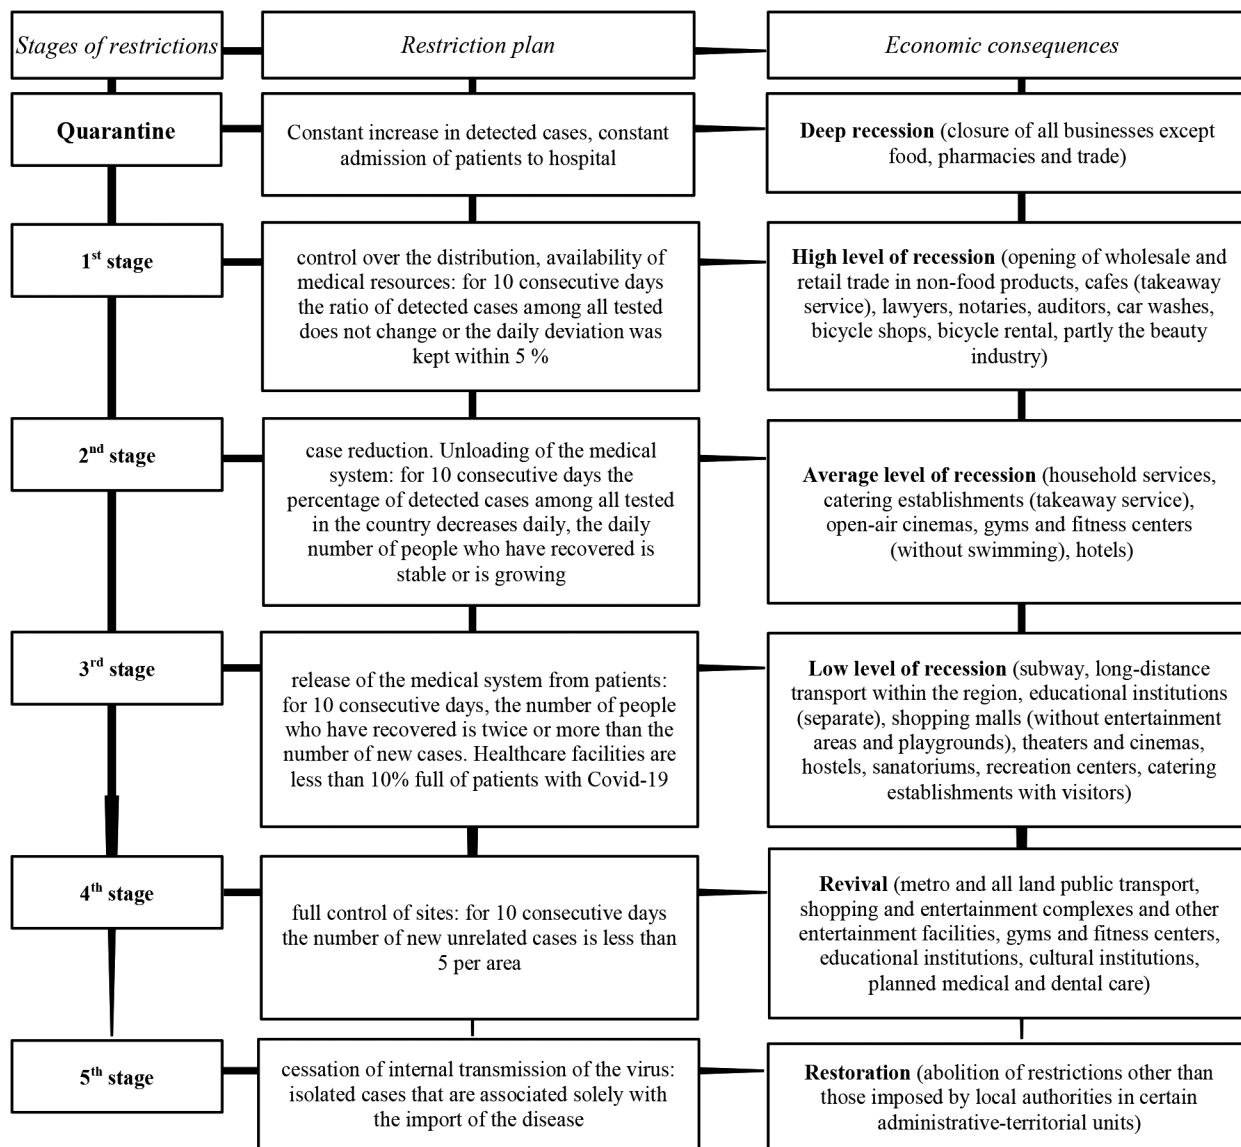 Stages of restrictions
Restriction plan
Economic consequences
Quarantine
Constant increase in detected cases, constant
admission of patients to hospital
Deep recession (closure of all businesses except
food, pharmacies and trade)
1st stage
control over the distribution, availability of
medical resources: for 10 consecutive days
the ratio of detected cases among all tested
does not change or the daily deviation was
kept within 5 %
High level of recession (opening of wholesale and
retail trade in non-food products, cafes (takeaway
service), lawyers, notaries, auditors, car washes,
bicycle shops, bicycle rental, partly the beauty
industry)
2nd stage
case reduction. Unloading of the medical
system: for 10 consecutive days the
percentage of detected cases among all tested
in the country decreases daily, the daily
number of people who have recovered is
stable or is growing
Average level of recession (household services,
catering establishments (takeaway service),
open-air cinemas, gyms and fitness centers
(without swimming), hotels)
3rd stage
release of the medical system from patients:
for 10 consecutive days, the number of people
who have recovered is twice or more than the
number of new cases. Healthcare facilities are
less than 10% full of patients with Covid-19
Low level of recession (subway, long-distance
transport within the region, educational institutions
(separate), shopping malls (without entertainment
areas and playgrounds), theaters and cinemas,
hostels, sanatoriums, recreation centers, catering
establishments with visitors)
4th stage
full control of sites: for 10 consecutive days
the number of new unrelated cases is less than
5 per area
Revival (metro and all land public transport,
shopping and entertainment complexes and other
entertainment facilities, gyms and fitness centers,
educational institutions, cultural institutions,
planned medical and dental care)
5th stage
cessation of internal transmission of the virus:
isolated cases that are associated solely with
the import of the disease
Restoration (abolition of restrictions other than
those imposed by local authorities in certain
administrative-territorial units)